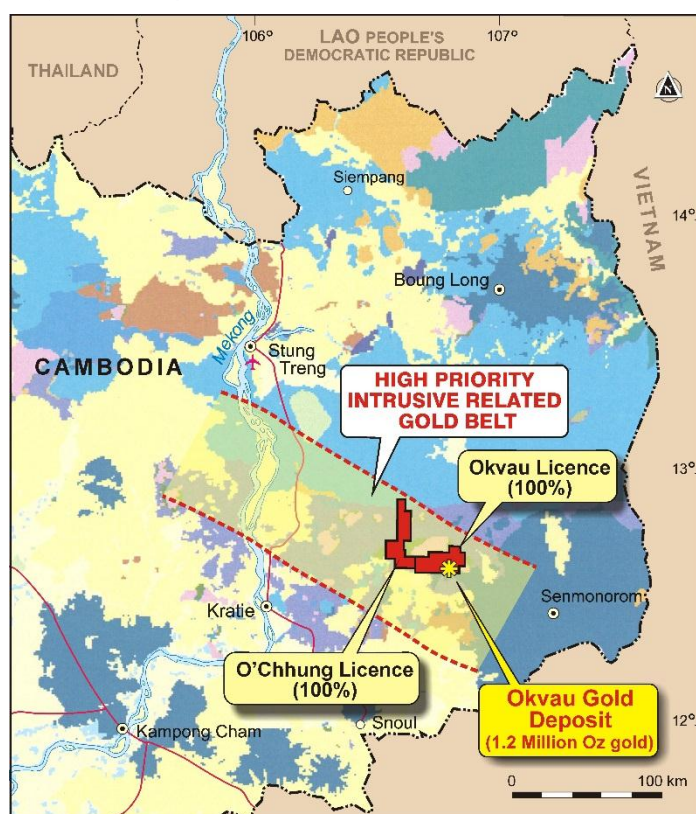 106°
107°
LAO PEOPLE'S
DEMOCRATIC REPUBLIC
THAILAND
N
Siempang
VIETNAM
14°
Boung Long
Mekong
Stung
Treng
CAMBODIA
HIGH PRIORITY
INTRUSIVE RELATED
GOLD BELT
Okvau Licence
(100%)
13°
Kratie
Senmonorom
O'Chhung Licence
(100%)
Okvau Gold
Deposit
(1.2 Million Oz gold)
Snoul
12°
Kampong Cham
0
100 km